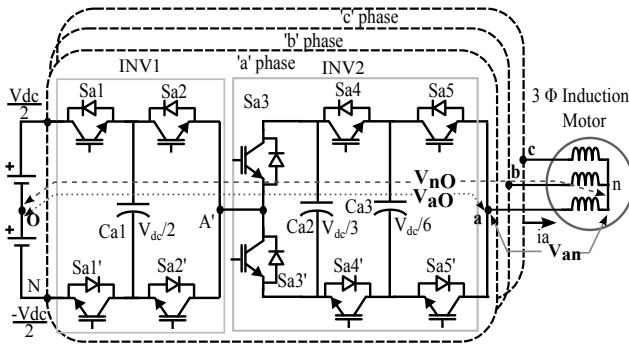 'c' phase
'b' phase
'a' phase
INV1
INV2
Vdc
2
Sa1
Sa2
Sa3
Sa4
Sa5
3 Φ Induction
Motor
c
b
n
VnO
VaO
O
A'
a
Ca1
Vdc/2
Ca2
Vdc/3
Ca3
Vdc/6
ia
Van
N
Sa1'
Sa2'
Sa3'
Sa4'
Sa5'
-Vdc
2